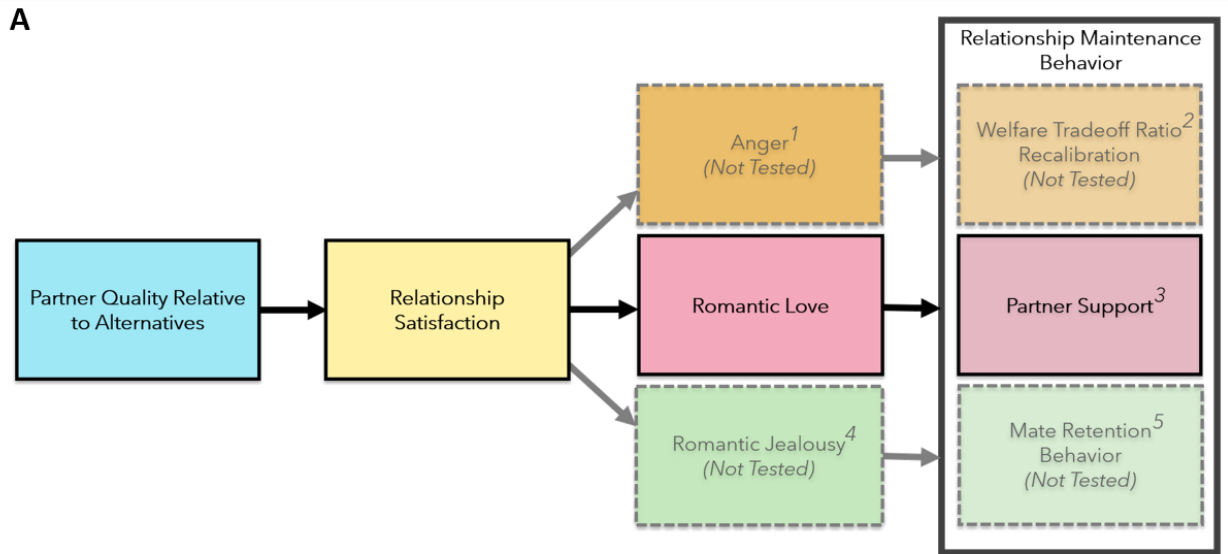 A
Relationship Maintenance
Behavior
Anger1
(Not Tested)
Welfare Tradeoff Ratio2
Recalibration
(Not Tested)
Partner Quality Relative
to Alternatives
Relationship
Satisfaction
Romantic Love
Partner Support3
Romantic Jealousy4
(Not Tested)
Mate Retention5
Behavior
(Not Tested)